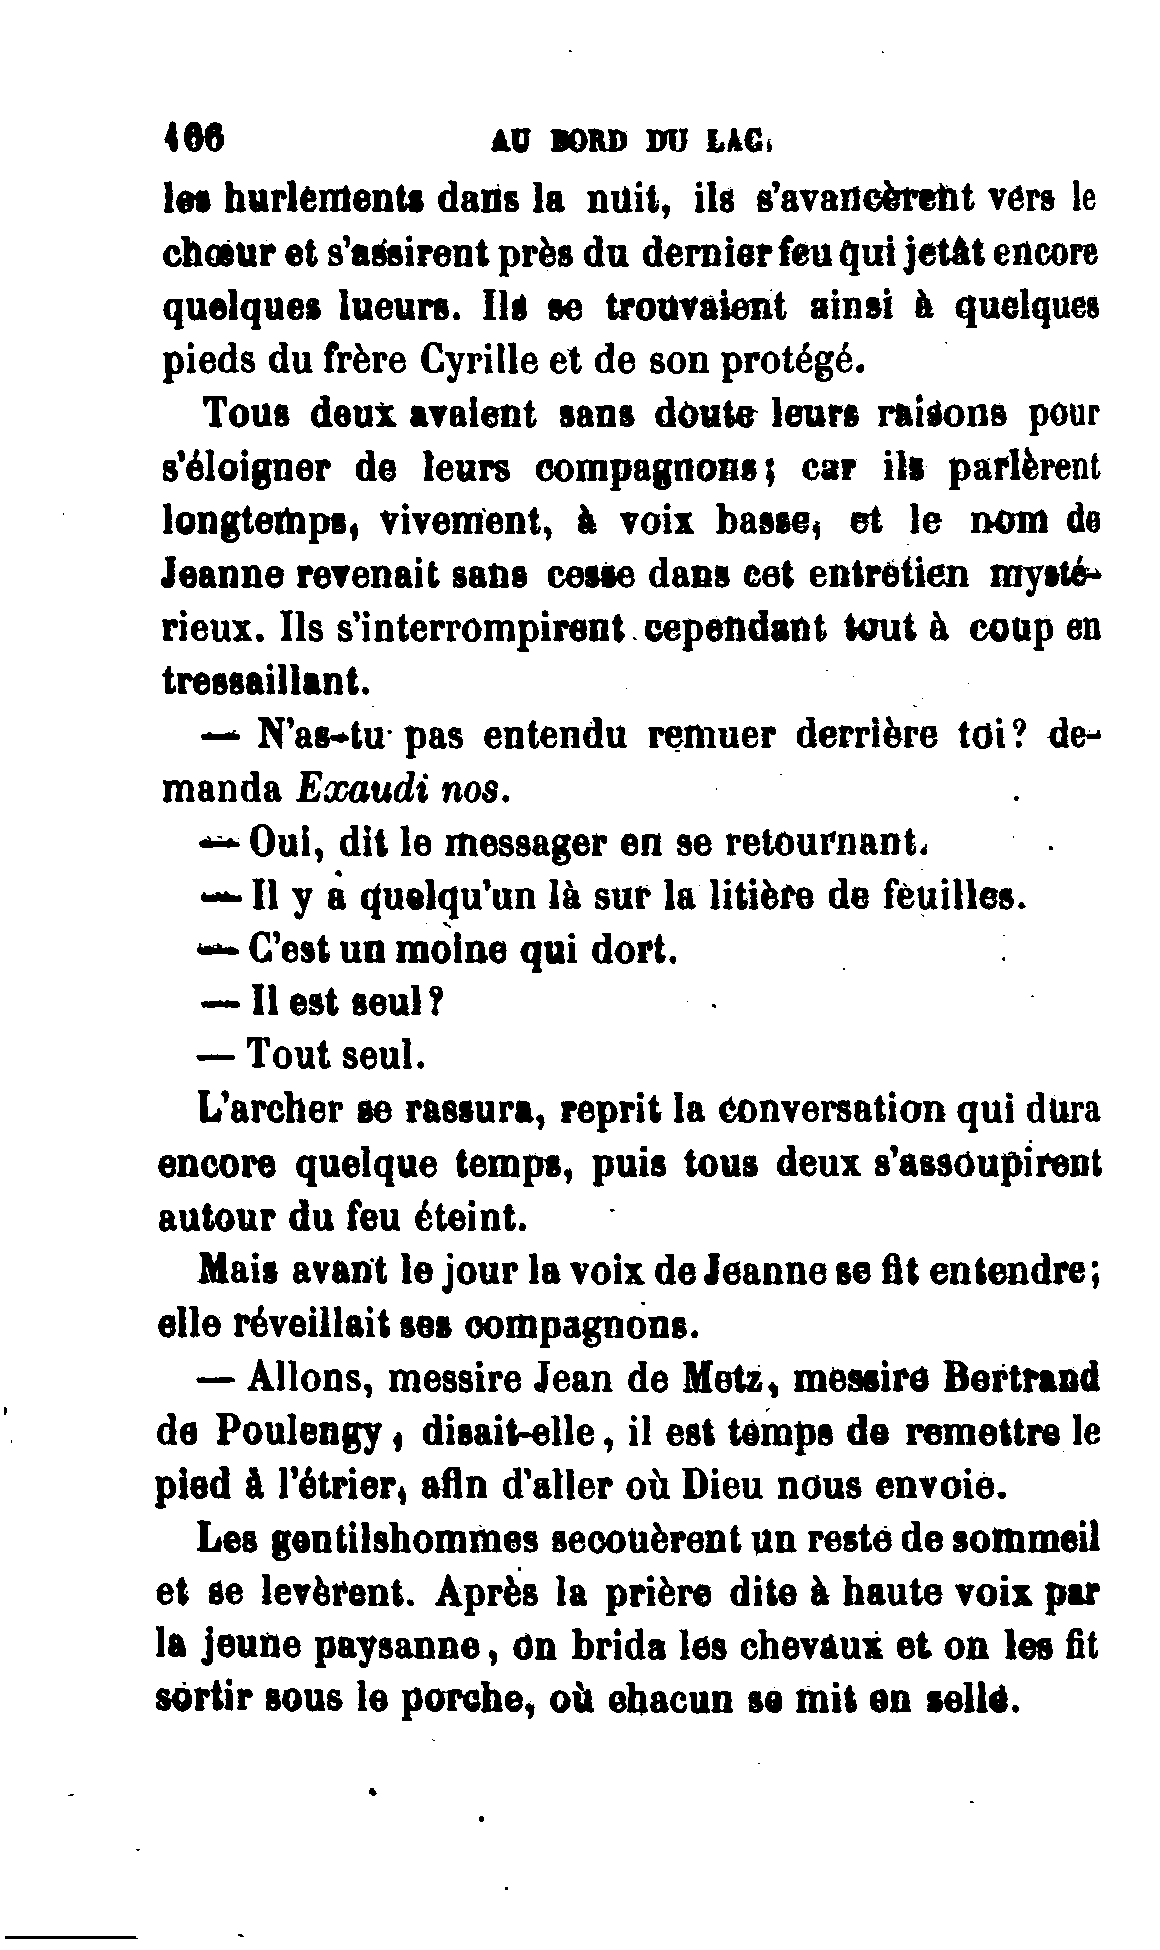 166 AU BORD DU LAC.
les hurlements dans la nuit, ils s'avancèrent vers le
chœur et s'assirent près du dernier feu qui jetât encore
quelques lueurs. Ils se trouvaient ainsi à quelques
pieds du frère Cyrille et de son protégé.
Tous deux avaient sans doute leurs raisons pour
s'éloigner de leurs compagnons; car ils parlèrent
longtemps, vivement, à voix basse, et le nom de
Jeanne revenait sans cesse dans cet entretien mysté-
rieux. Ils s'interrompirent cependant tout à coup en
tressaillant.
— N'as-tu pas entendu remuer derrière toi? de-
manda Exaudi nos.
— Oui, dit le messager en se retournant.
— Il y a quelqu'un là sur la litière de feuilles.
— C'est un moine qui dort.
— Il est seul?
— Tout seul.
L'archer se rassura, reprit la conversation qui dura
encore quelque temps, puis tous deux s'assoupirent
autour du feu éteint.
Mais avant le jour la voix de Jeanne se fit entendre;
elle réveillait ses compagnons.
— Allons, messire Jean de Metz, messire Bertrand
de Poulengy, disait-elle, il est temps de remettre le
pied à l'étrier, afin d'aller où Dieu nous envoie.
Les gentilshommes secouèrent un reste de sommeil
et se levèrent. Après la prière dite à haute voix par
la jeune paysanne, on brida les chevaux et on les fit
sortir sous le porche, où chacun se mit en selle.